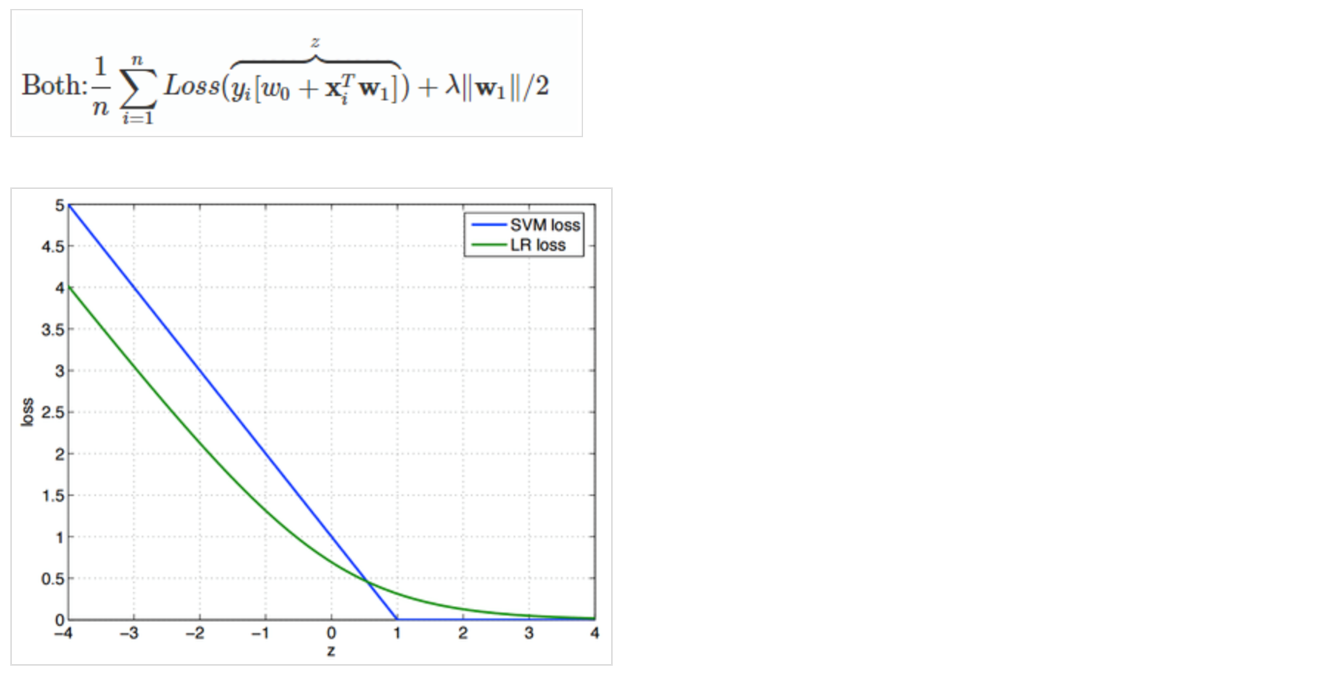 Both: 1/n ∑_{i=1}^{n} Loss(y_i[w_0 + x_i^T w_1]) + λ‖w_1‖/2
z
5
4.5
4
3.5
3
2.5
2
1.5
1
0.5
0
loss
SVM loss
LR loss
−4 −3 −2 −1 0 1 2 3 4
z